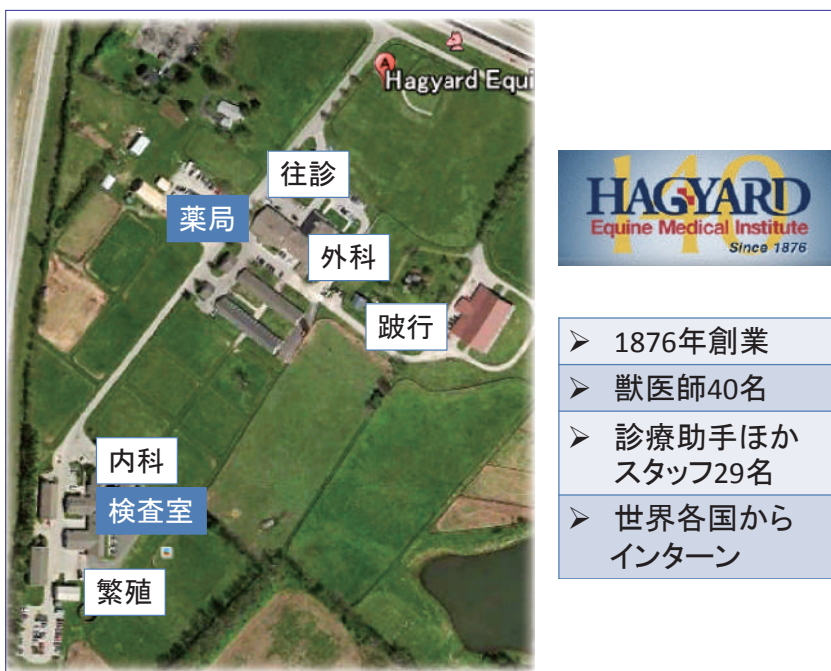 A
Hagyard Equi
往診
薬局
外科
跛行
内科
検査室
繁殖
140
HAGYARD
Equine Medical Institute
Since 1876
➢ 1876年創業
➢ 獣医師40名
➢ 診療助手ほか
スタッフ29名
➢ 世界各国から
インターン